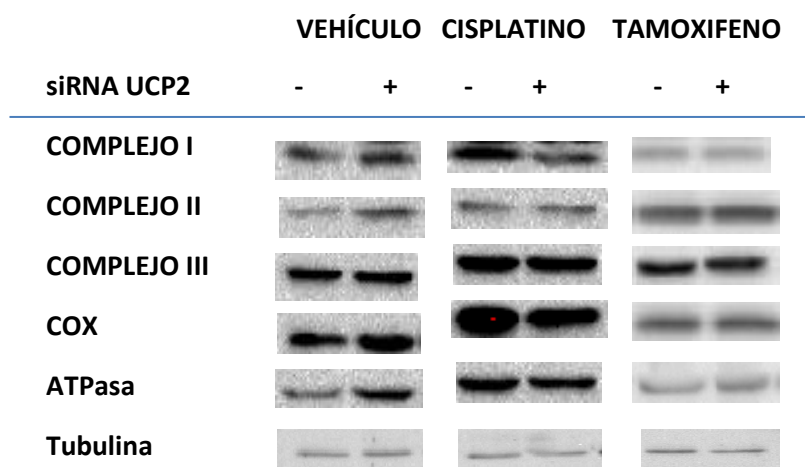 VEHÍCULO CISPLATINO TAMOXIFENO
siRNA UCP2 - + - + - +
COMPLEJO I
COMPLEJO II
COMPLEJO III
COX
ATPasa
Tubulina